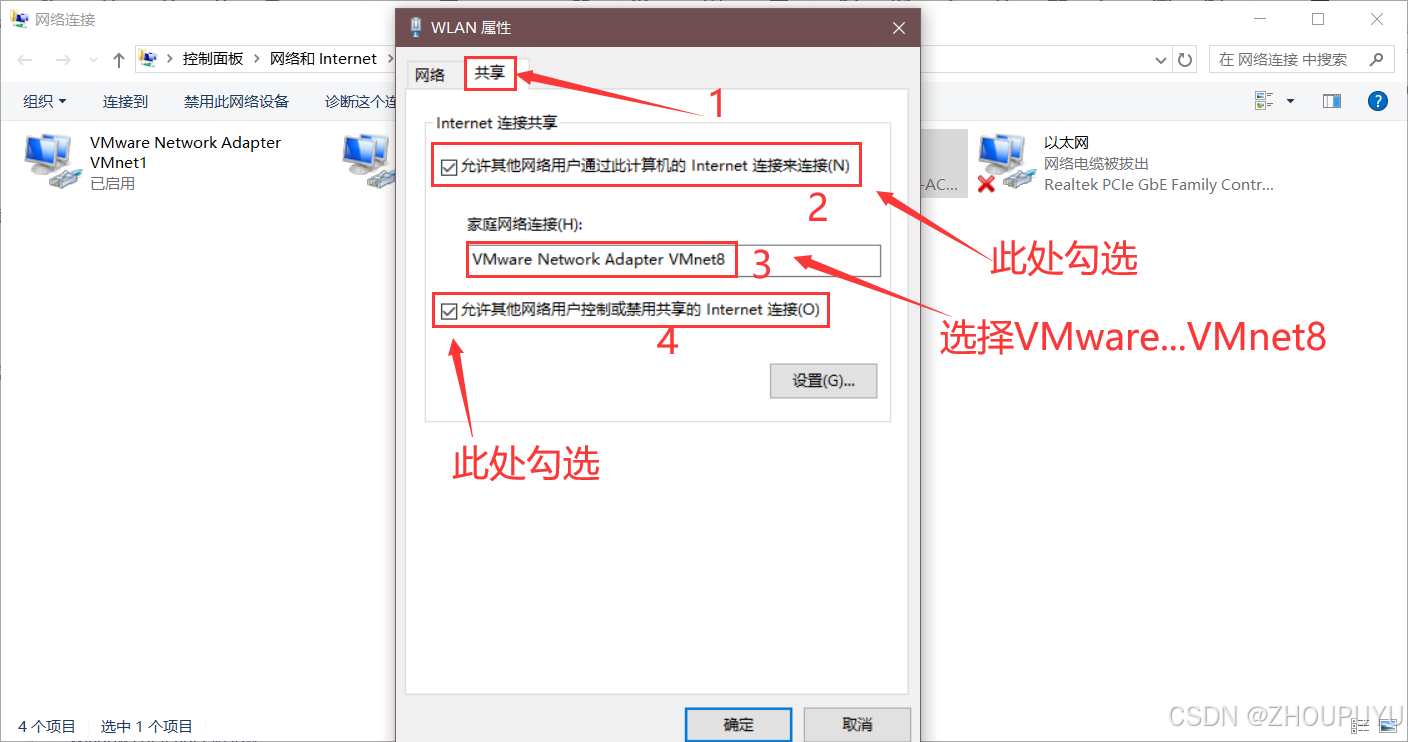 网络连接
WLAN 属性
控制面板
网络和 Internet
在 网络连接 中搜索
网络
共享
1
组织
连接到
禁用此网络设备
诊断这个连
?
Internet 连接共享
VMware Network Adapter
VMnet1
已启用
允许其他网络用户通过此计算机的 Internet 连接来连接(N)
2
以太网
网络电缆被拔出
-AC...
Realtek PCIe GbE Family Contr...
家庭网络连接(H):
此处勾选
VMware Network Adapter VMnet8
3
允许其他网络用户控制或禁用共享的 Internet 连接(O)
4
选择VMware...VMnet8
设置(G)...
此处勾选
确定
取消
4 个项目
选中 1 个项目
CSDN @ZHOUPUYU